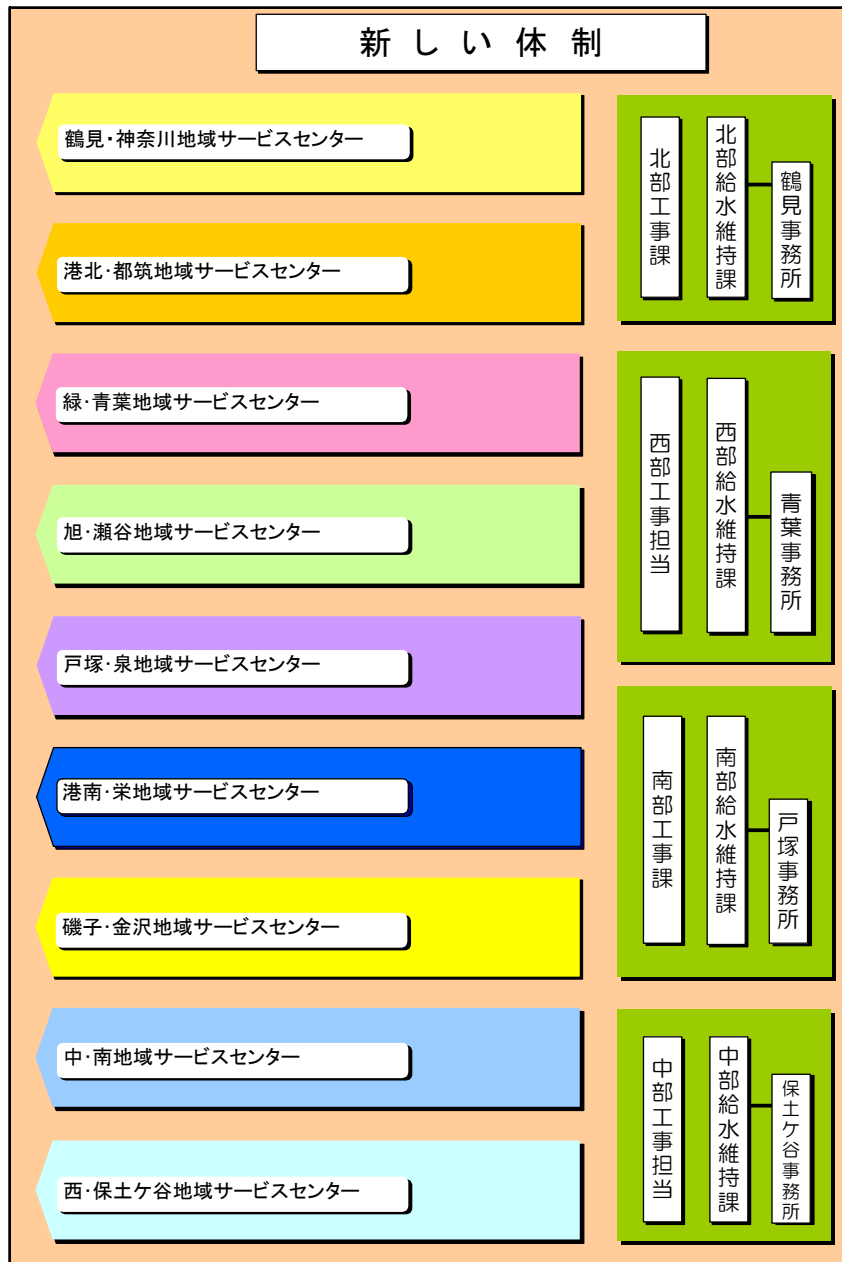 新しい体制
鶴見・神奈川地域サービスセンター
港北・都筑地域サービスセンター
緑・青葉地域サービスセンター
旭・瀬谷地域サービスセンター
戸塚・泉地域サービスセンター
港南・栄地域サービスセンター
磯子・金沢地域サービスセンター
中・南地域サービスセンター
西・保土ケ谷地域サービスセンター
北部工事課
北部給水維持課
鶴見事務所
西部工事担当
西部給水維持課
青葉事務所
南部工事課
南部給水維持課
戸塚事務所
中部工事担当
中部給水維持課
保土ケ谷事務所